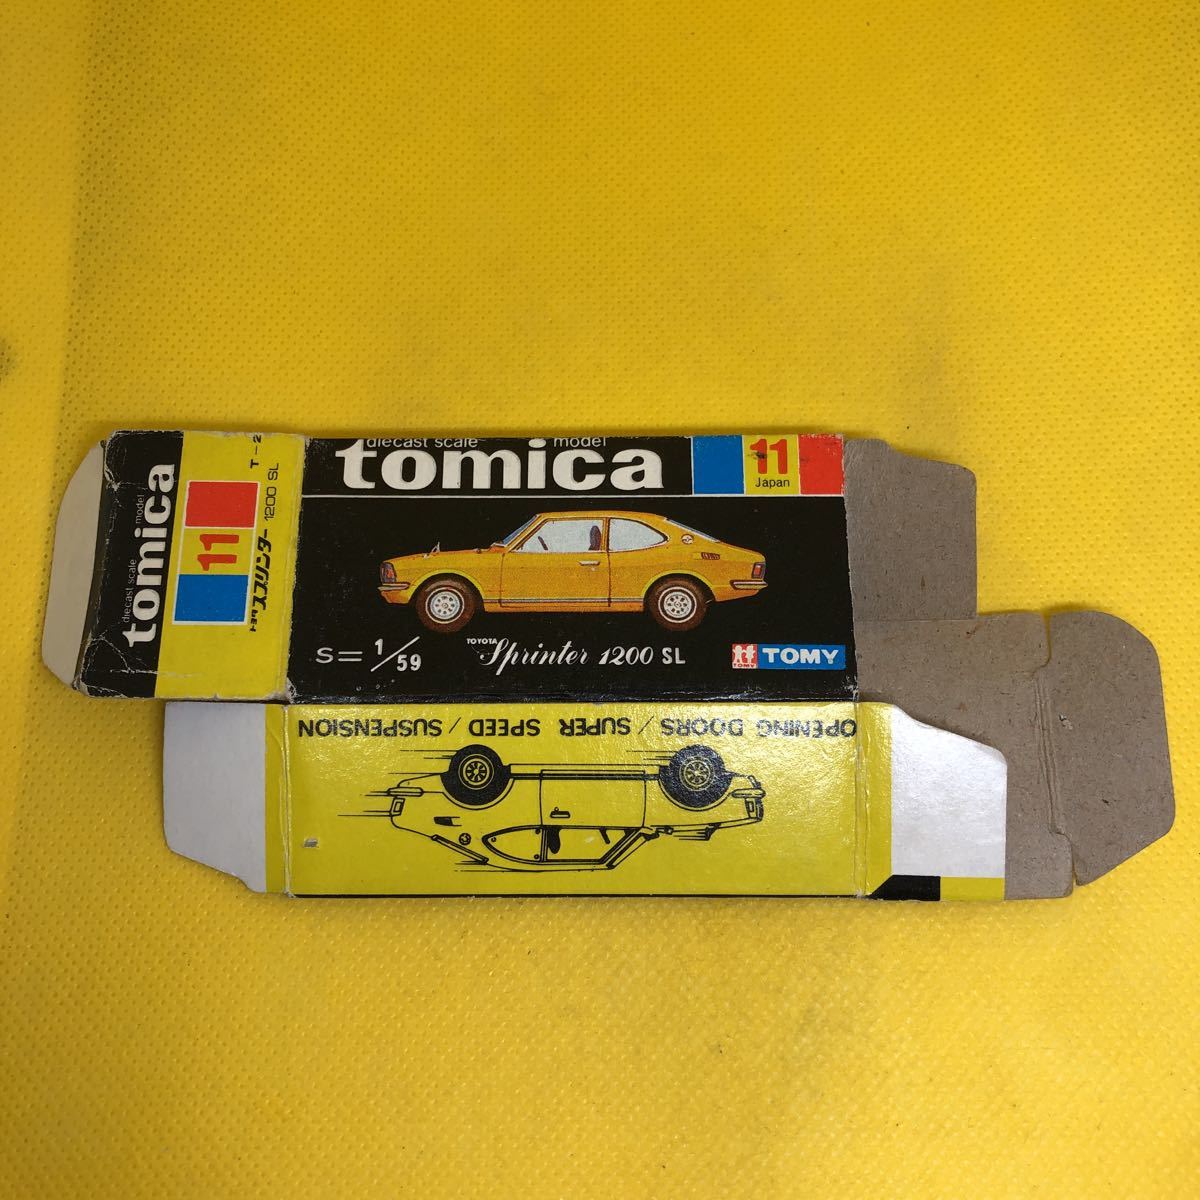 diecast scale model
tomica
11
Japan
S=1/59
TOYOTA Sprinter 1200 SL
TOMY TOMY
OPENING DOORS / SUPER SPEED / SUSPENSION
diecast scale model
tomica
11
トヨタ スプリンター 1200 SL
T-2